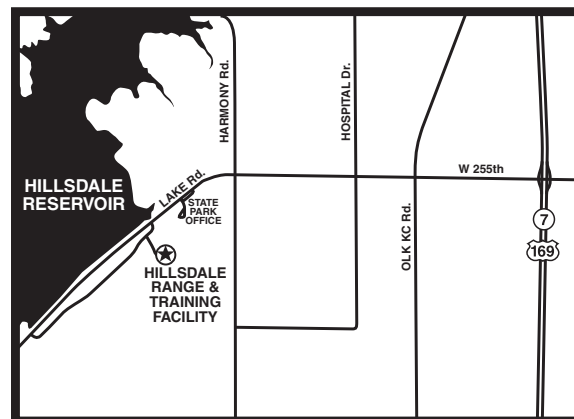 HARMONY Rd.
HOSPITAL Dr.
W 255th
LAKE Rd.
HILLSDALE
RESERVOIR
STATE
PARK
OFFICE
OLK KC Rd.
7
169
HILLSDALE
RANGE &
TRAINING
FACILITY